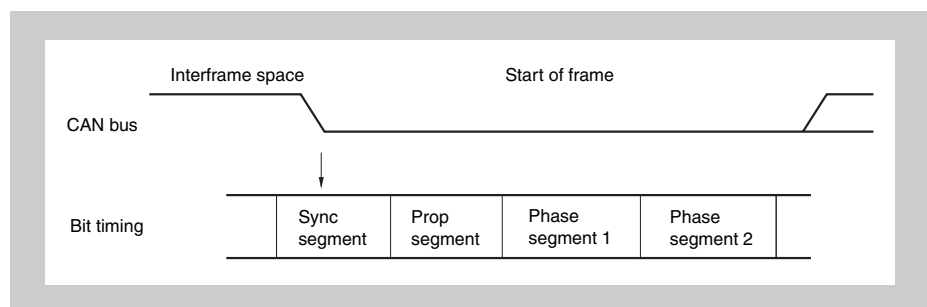 Interframe space
Start of frame
CAN bus
Bit timing
Sync
segment
Prop
segment
Phase
segment 1
Phase
segment 2